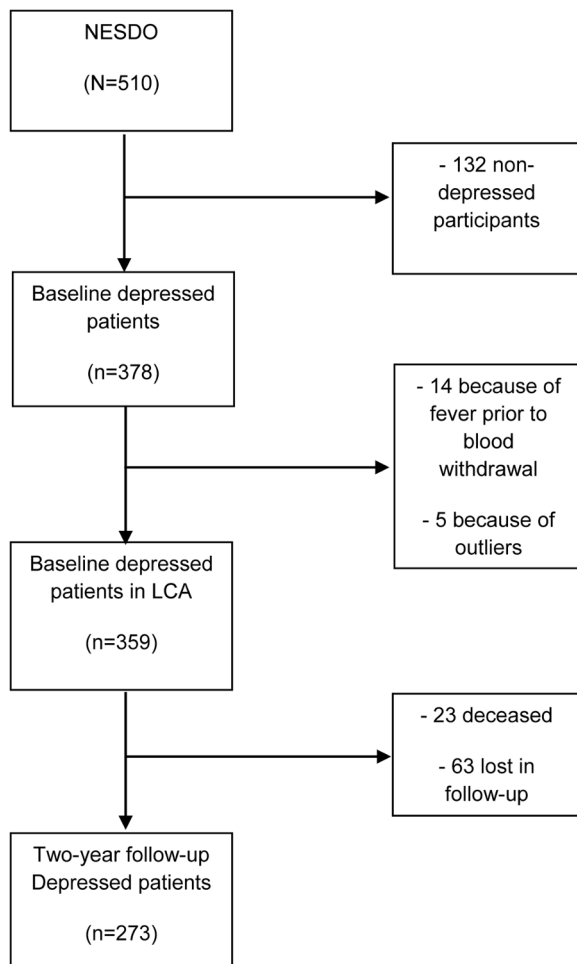 NESDO
(N=510)
- 132 non-
depressed
participants
Baseline depressed
patients
(n=378)
- 14 because of
fever prior to
blood
withdrawal
- 5 because of
outliers
Baseline depressed
patients in LCA
(n=359)
- 23 deceased
- 63 lost in
follow-up
Two-year follow-up
Depressed patients
(n=273)